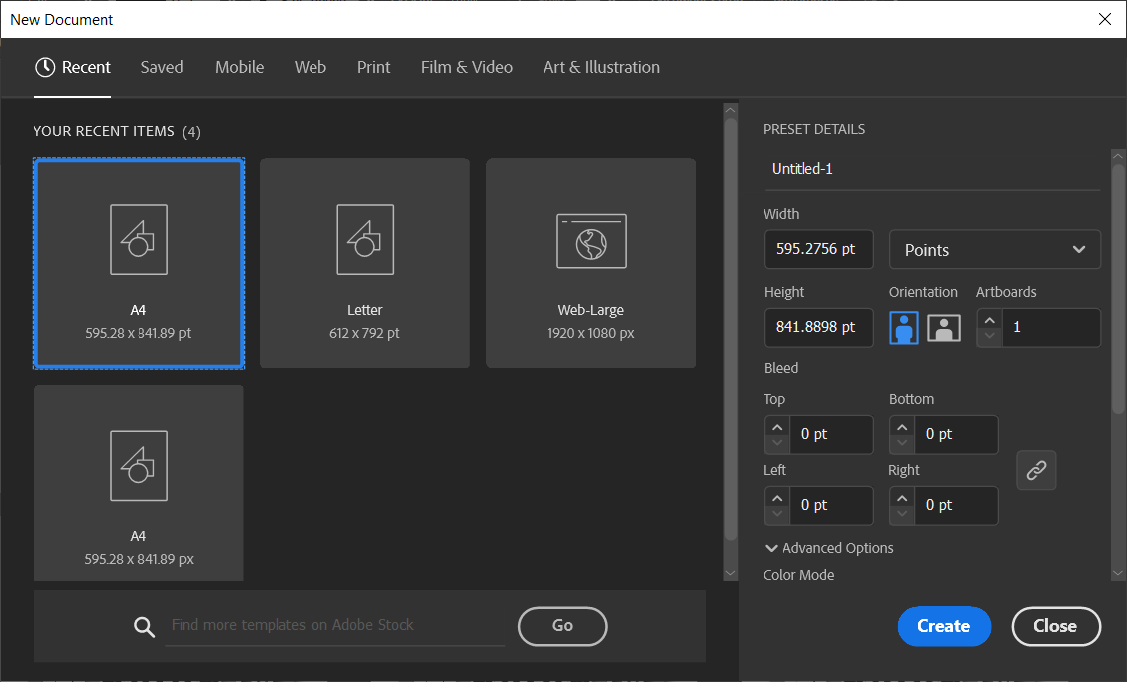 New Document
Recent Saved Mobile Web Print Film & Video Art & Illustration
YOUR RECENT ITEMS (4)
A4
595.28 x 841.89 pt
Letter
612 x 792 pt
Web-Large
1920 x 1080 px
A4
595.28 x 841.89 px
Find more templates on Adobe Stock
Go
PRESET DETAILS
Untitled-1
Width
595.2756 pt Points
Height Orientation Artboards
841.8898 pt 1
Bleed
Top Bottom
0 pt 0 pt
Left Right
0 pt 0 pt
Advanced Options
Color Mode
Create Close